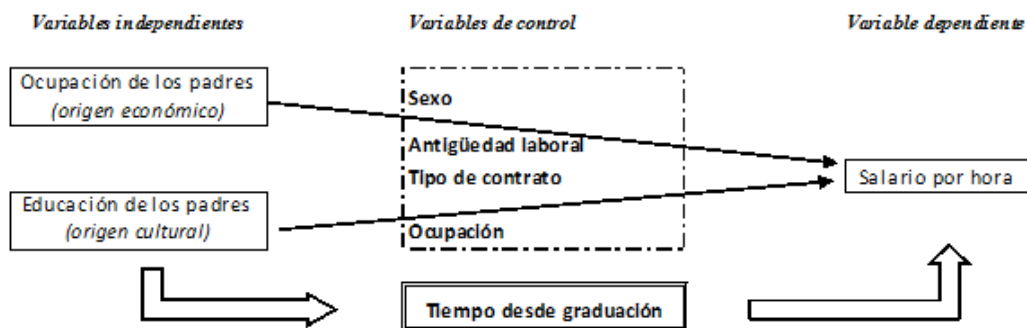 Variables independientes
Variables de control
Variable dependiente
Ocupación de los padres
(origen económico)
Sexo
Antigüedad laboral
Tipo de contrato
Salario por hora
Educación de los padres
(origen cultural)
Ocupación
Tiempo desde graduación